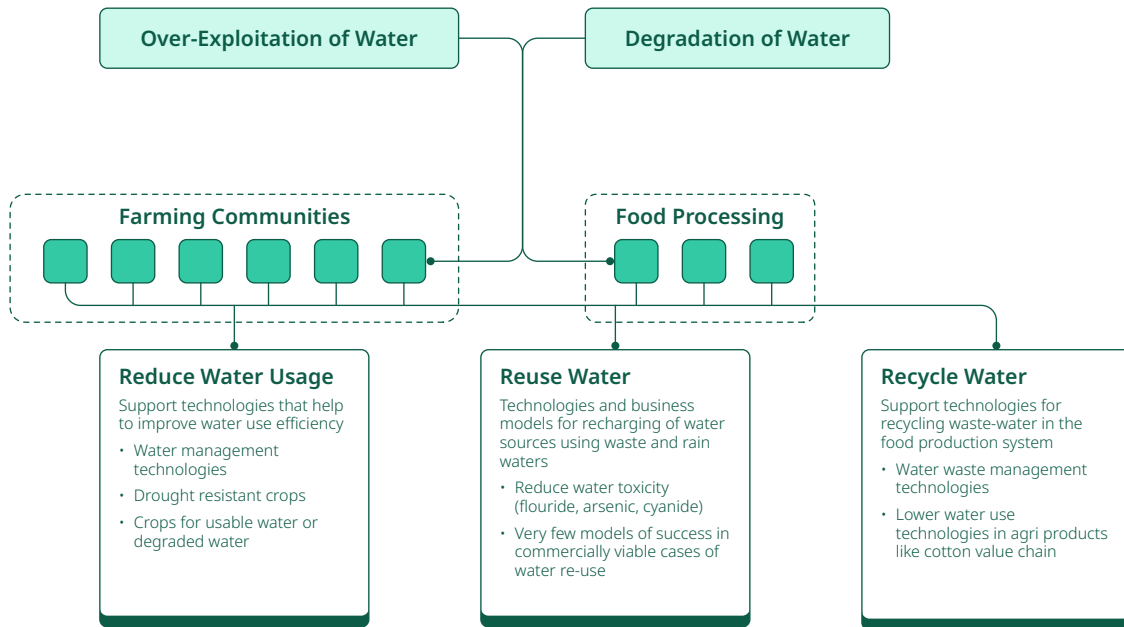 Over-Exploitation of Water
Degradation of Water
Farming Communities
Food Processing
Reduce Water Usage
Support technologies that help
to improve water use efficiency
• Water management
technologies
• Drought resistant crops
• Crops for usable water or
degraded water
Reuse Water
Technologies and business
models for recharging of water
sources using waste and rain
waters
• Reduce water toxicity
(flouride, arsenic, cyanide)
• Very few models of success in
commercially viable cases of
water re-use
Recycle Water
Support technologies for
recycling waste-water in the
food production system
• Water waste management
technologies
• Lower water use
technologies in agri products
like cotton value chain